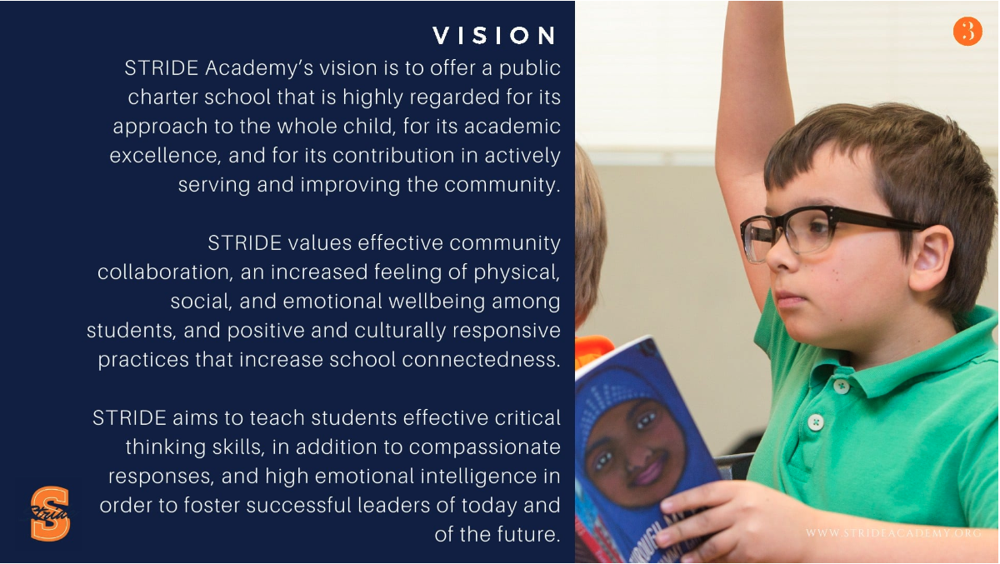 VISION
STRIDE Academy's vision is to offer a public
charter school that is highly regarded for its
approach to the whole child, for its academic
excellence, and for its contribution in actively
serving and improving the community.
STRIDE values effective community
collaboration, an increased feeling of physical,
social, and emotional wellbeing among
students, and positive and culturally responsive
practices that increase school connectedness.
STRIDE aims to teach students effective critical
thinking skills, in addition to compassionate
responses, and high emotional intelligence in
order to foster successful leaders of today and
of the future.
3
WWW.STRIDEACADEMY.ORG